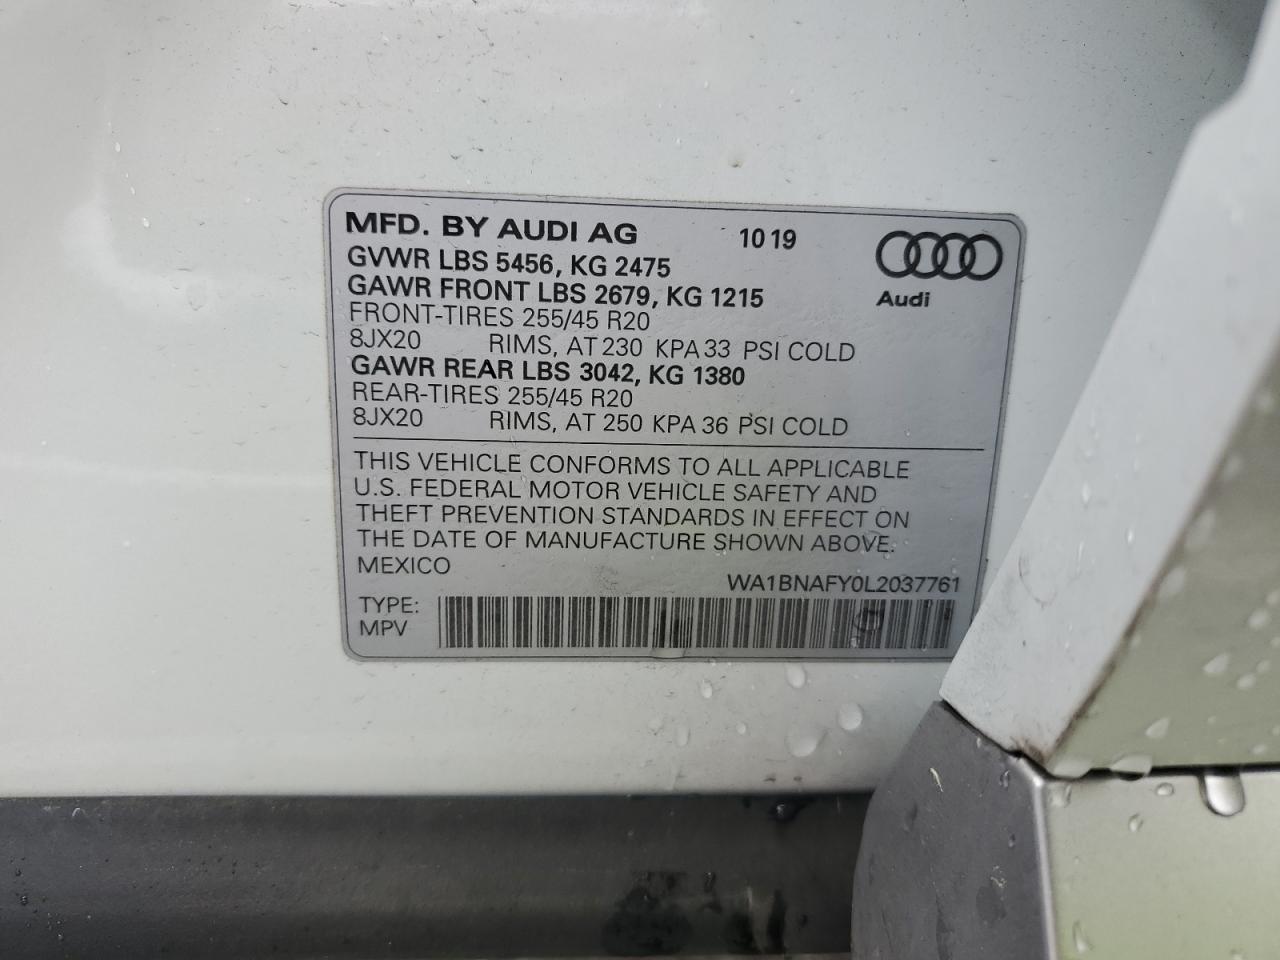 MFD. BY AUDI AG 10 19
GVWR LBS 5456, KG 2475
GAWR FRONT LBS 2679, KG 1215
Audi
FRONT-TIRES 255/45 R20
8JX20 RIMS, AT 230 KPA 33 PSI COLD
GAWR REAR LBS 3042, KG 1380
REAR-TIRES 255/45 R20
8JX20 RIMS, AT 250 KPA 36 PSI COLD
THIS VEHICLE CONFORMS TO ALL APPLICABLE
U.S. FEDERAL MOTOR VEHICLE SAFETY AND
THEFT PREVENTION STANDARDS IN EFFECT ON
THE DATE OF MANUFACTURE SHOWN ABOVE.
MEXICO
WA1BNAFY0L2037761
TYPE:
MPV